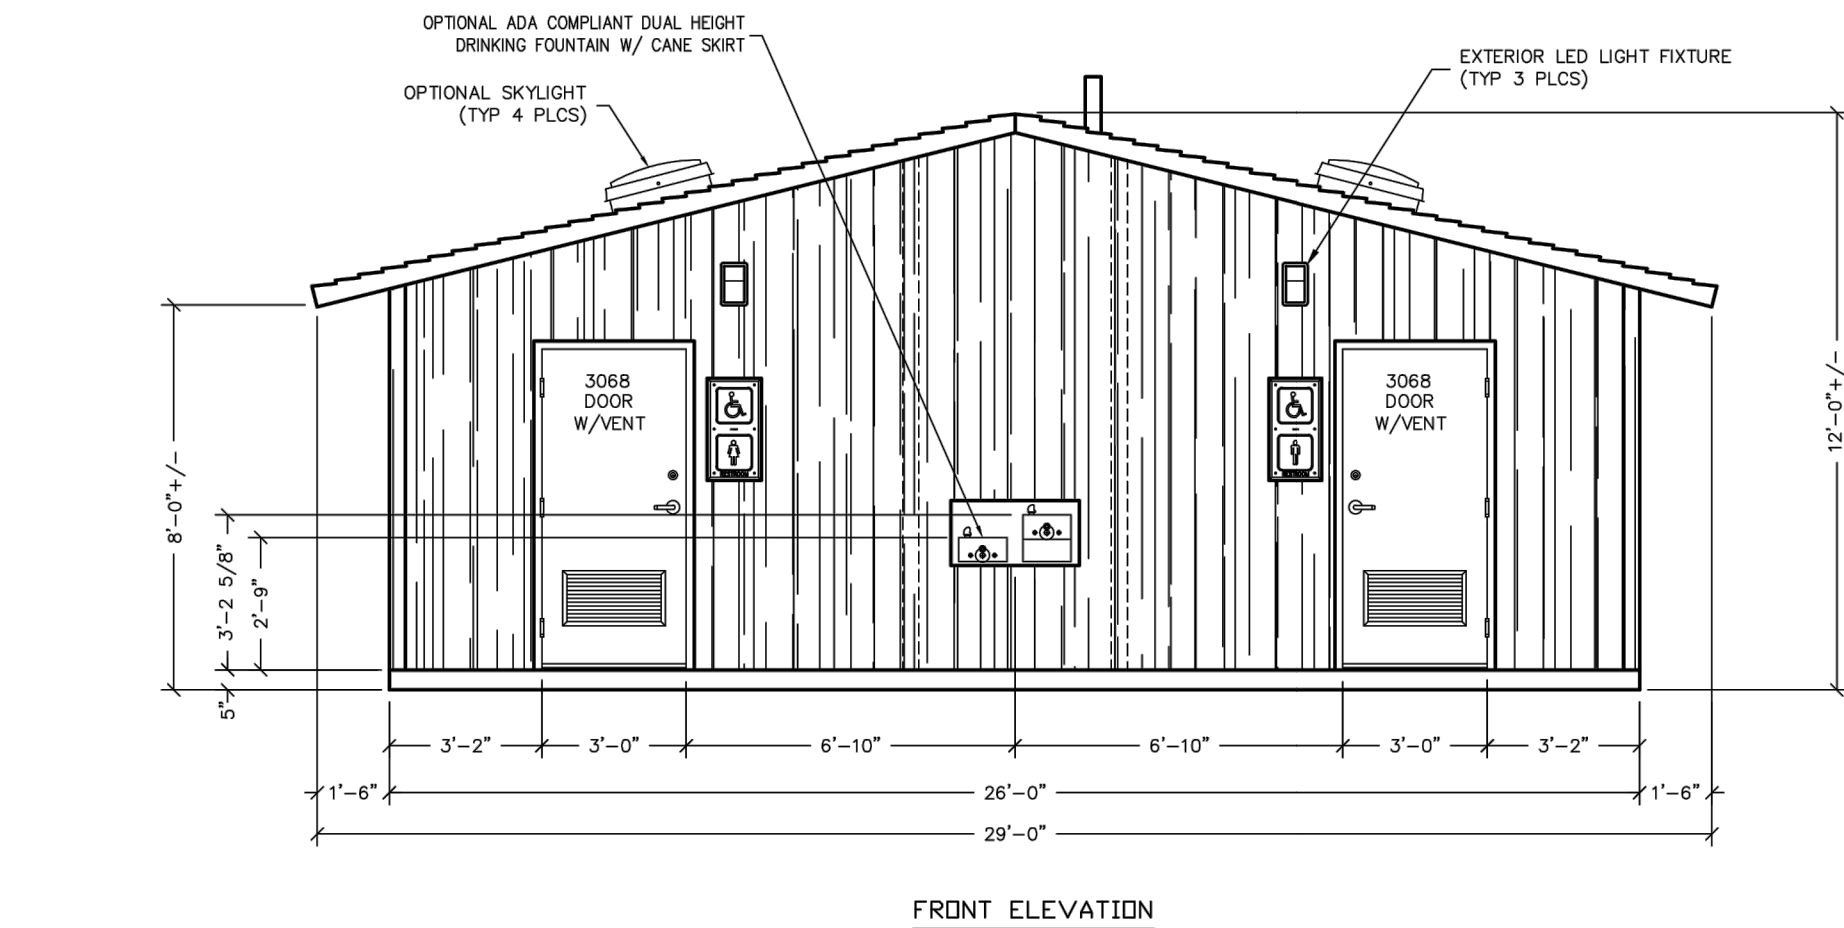 OPTIONAL ADA COMPLIANT DUAL HEIGHT
DRINKING FOUNTAIN W/ CANE SKIRT
EXTERIOR LED LIGHT FIXTURE
(TYP 3 PLCS)
OPTIONAL SKYLIGHT
(TYP 4 PLCS)
3068
DOOR
W/VENT
3068
DOOR
W/VENT
RESTROOM
RESTROOM
12'-0"+/-
8'-0"+/-
3'-2 5/8"
2'-9"
5"
3'-2"
3'-0"
6'-10"
6'-10"
3'-0"
3'-2"
1'-6"
26'-0"
1'-6"
29'-0"
FRONT ELEVATION